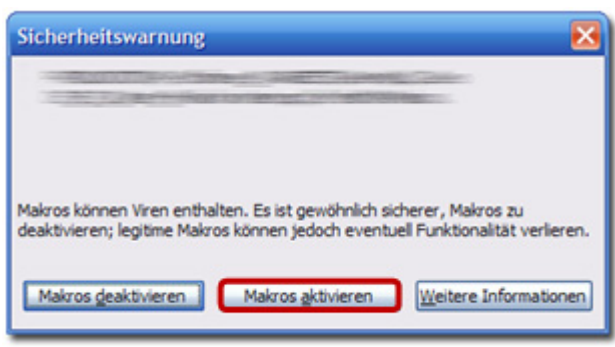 Sicherheitswarnung
Makros können Viren enthalten. Es ist gewöhnlich sicherer, Makros zu
deaktivieren; legitime Makros können jedoch eventuell Funktionalität verlieren.
Makros deaktivieren
Makros aktivieren
Weitere Informationen